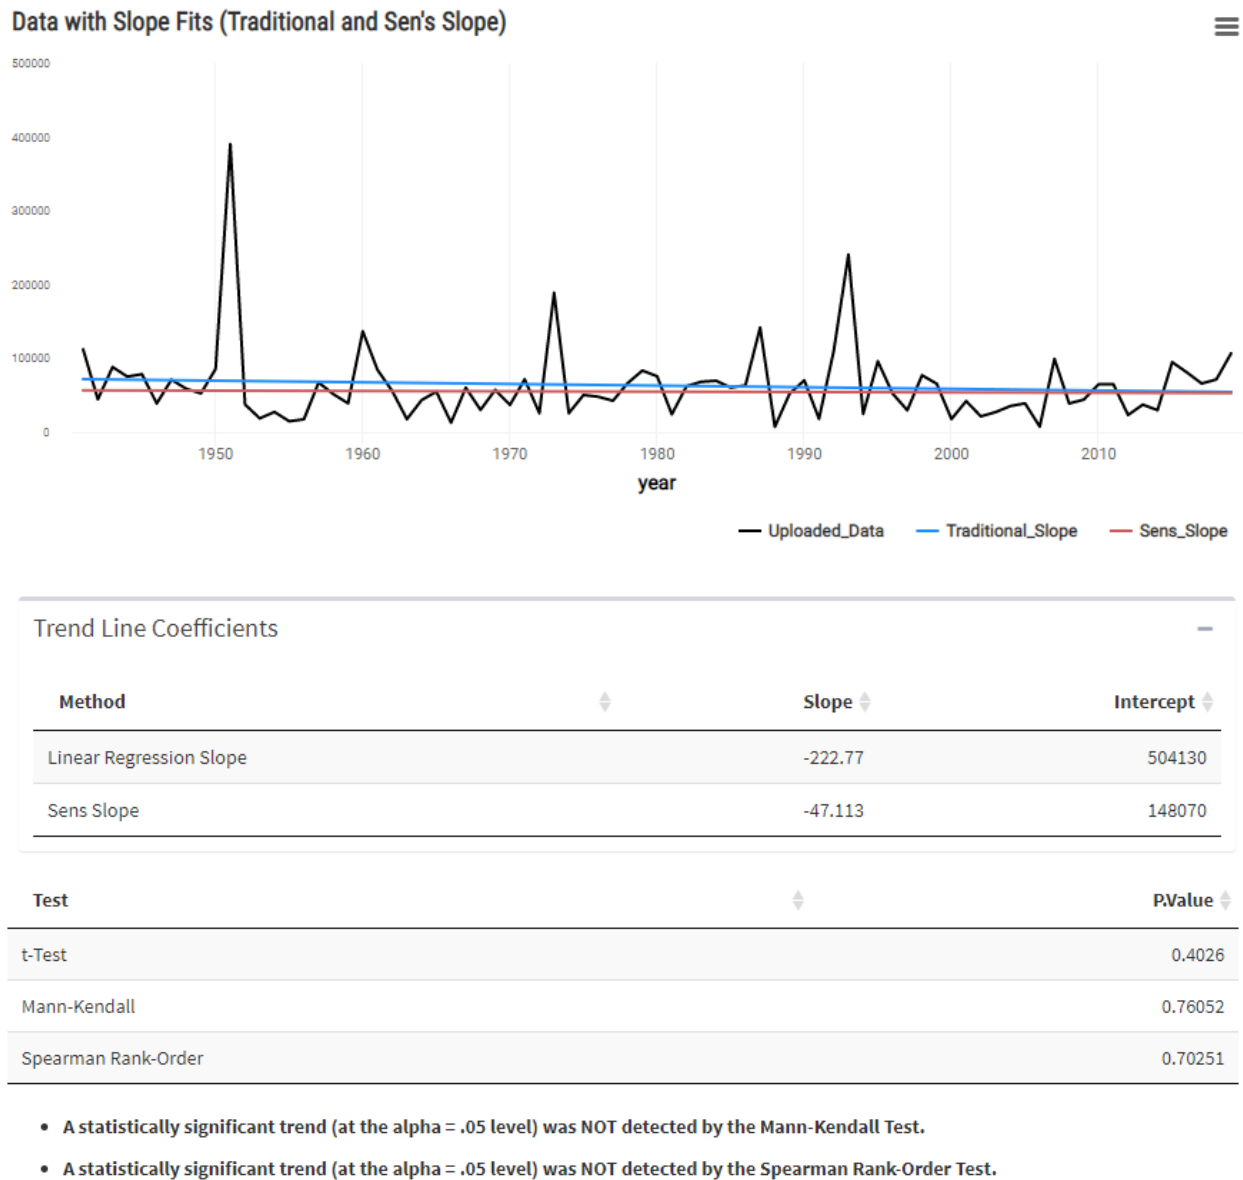 Data with Slope Fits (Traditional and Sen's Slope)
500000
400000
300000
200000
100000
0
1950 1960 1970 1980 1990 2000 2010
year
Uploaded_Data Traditional_Slope Sens_Slope
Trend Line Coefficients
Method Slope Intercept
Linear Regression Slope -222.77 504130
Sens Slope -47.113 148070
Test P.Value
t-Test 0.4026
Mann-Kendall 0.76052
Spearman Rank-Order 0.70251
• A statistically significant trend (at the alpha = .05 level) was NOT detected by the Mann-Kendall Test.
• A statistically significant trend (at the alpha = .05 level) was NOT detected by the Spearman Rank-Order Test.